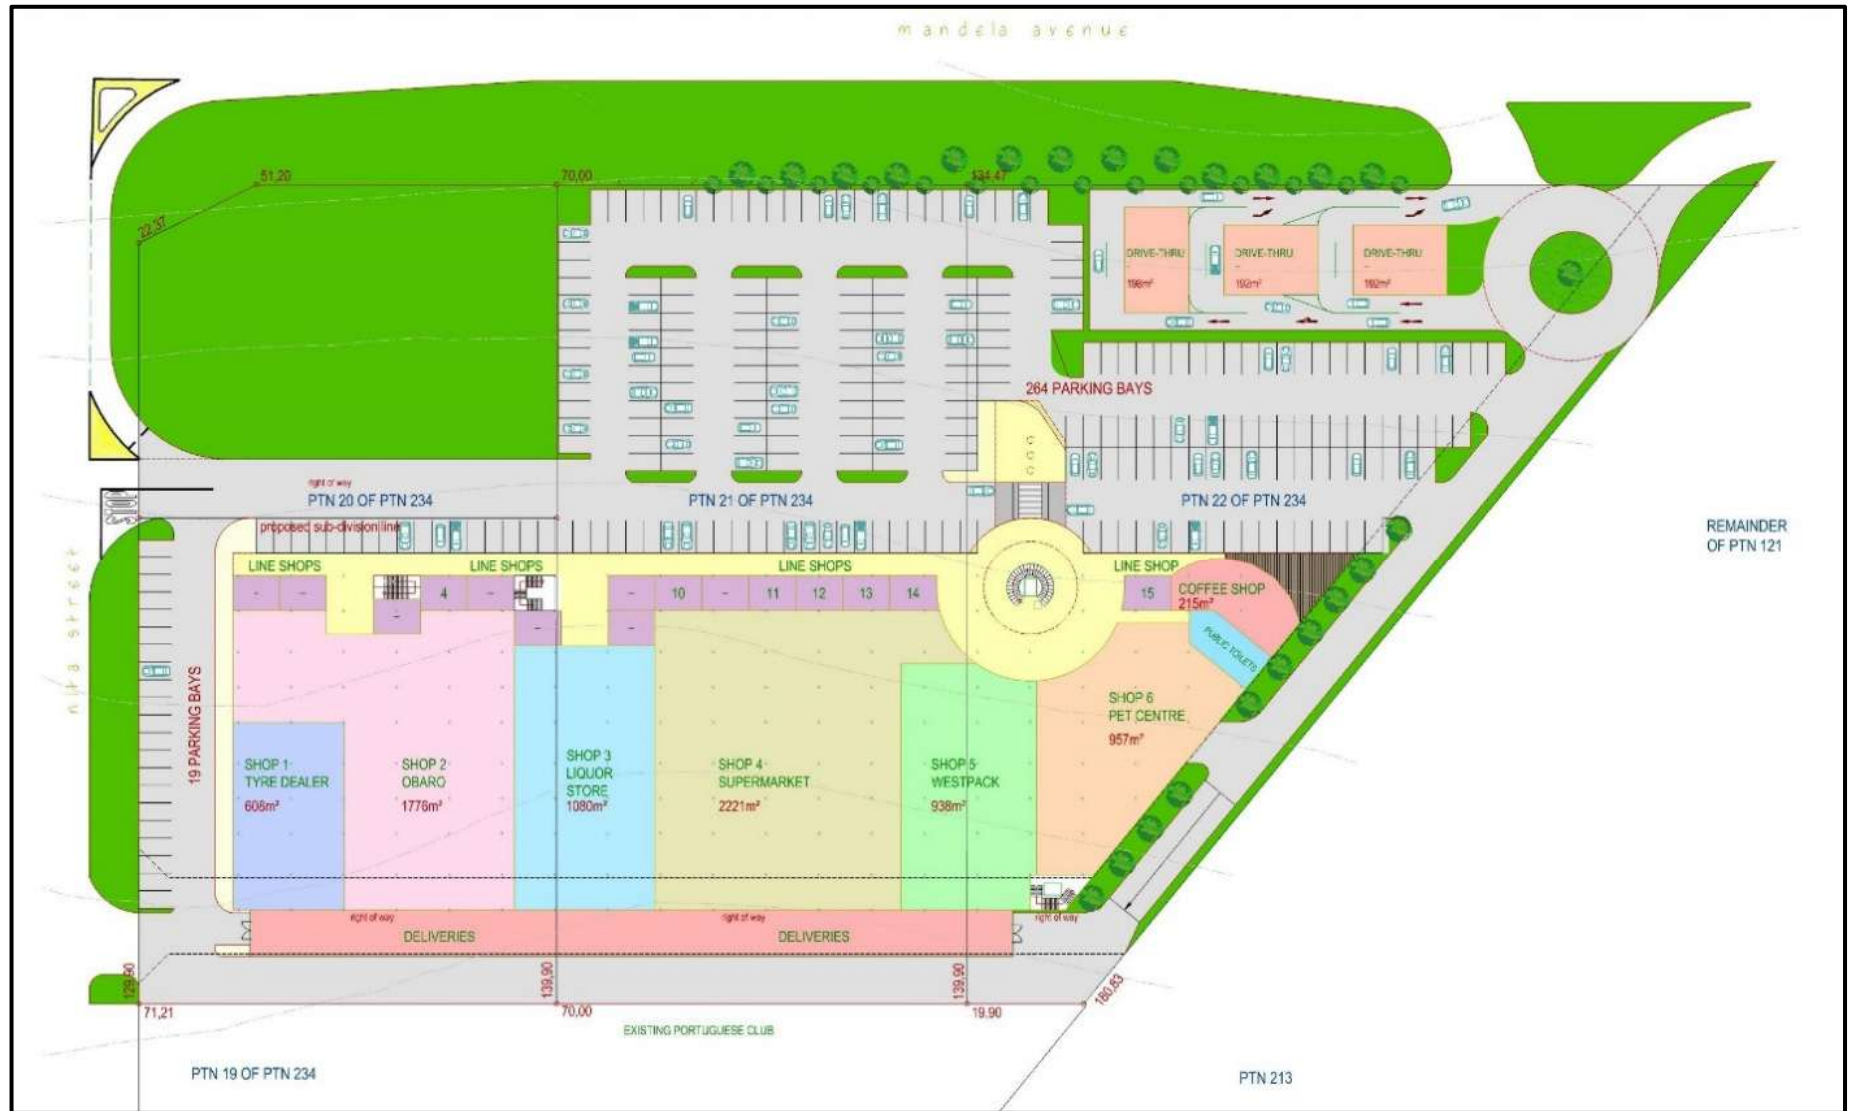 mandela avenue
51,20
70,00
134,47
22,37
DRIVE-THRU
198m²
DRIVE-THRU
192m²
DRIVE-THRU
192m²
264 PARKING BAYS
right of way
PTN 20 OF PTN 234
PTN 21 OF PTN 234
PTN 22 OF PTN 234
proposed sub-division line
REMAINDER
OF PTN 121
LINE SHOPS
LINE SHOPS
LINE SHOPS
LINE SHOP
4
10
11
12
13
14
15
COFFEE SHOP
215m²
PUBLIC TOILETS
street
19 PARKING BAYS
SHOP 1
TYRE DEALER
608m²
SHOP 2
OBARO
1776m²
SHOP 3
LIQUOR
STORE
1080m²
SHOP 4
SUPERMARKET
2221m²
SHOP 5
WESTPACK
938m²
SHOP 6
PET CENTRE
957m²
right of way
right of way
right of way
DELIVERIES
DELIVERIES
129,90
139,90
139,90
180,83
71,21
70,00
19.90
EXISTING PORTUGUESE CLUB
PTN 19 OF PTN 234
PTN 213